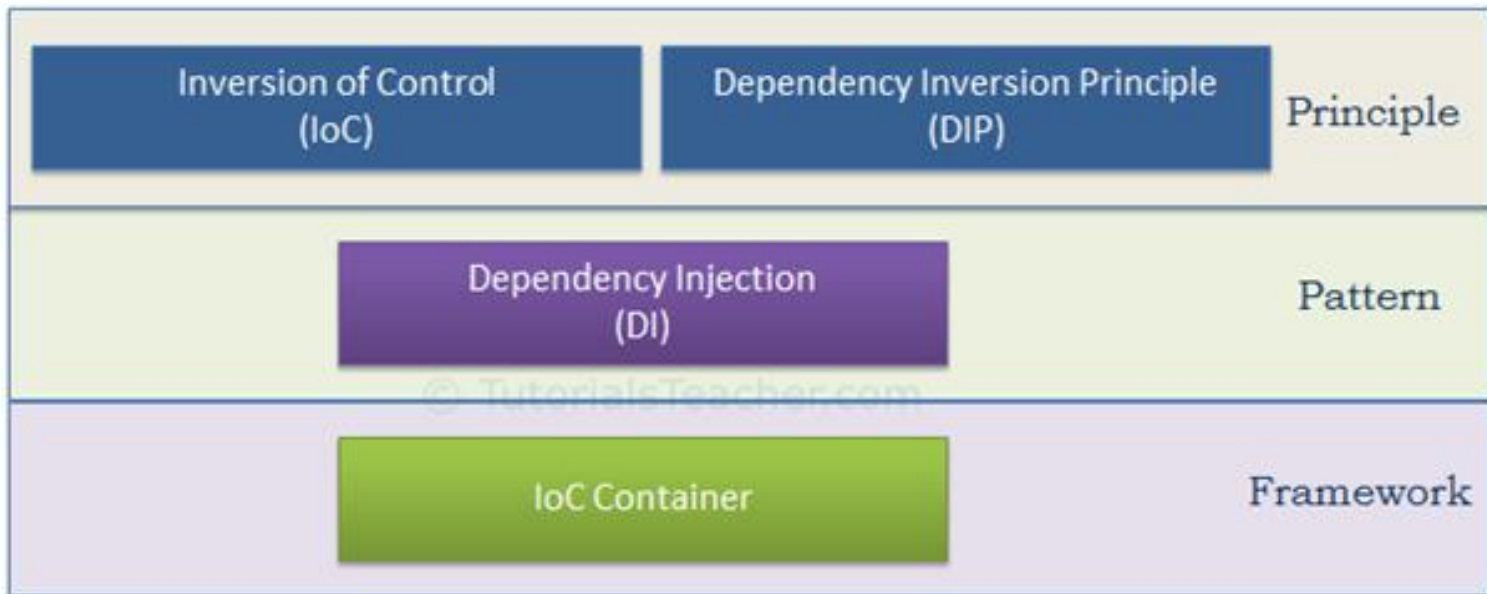 Inversion of Control
(IoC)
Dependency Inversion Principle
(DIP)
Principle
Dependency Injection
(DI)
Pattern
© TutorialsTeacher.com
IoC Container
Framework